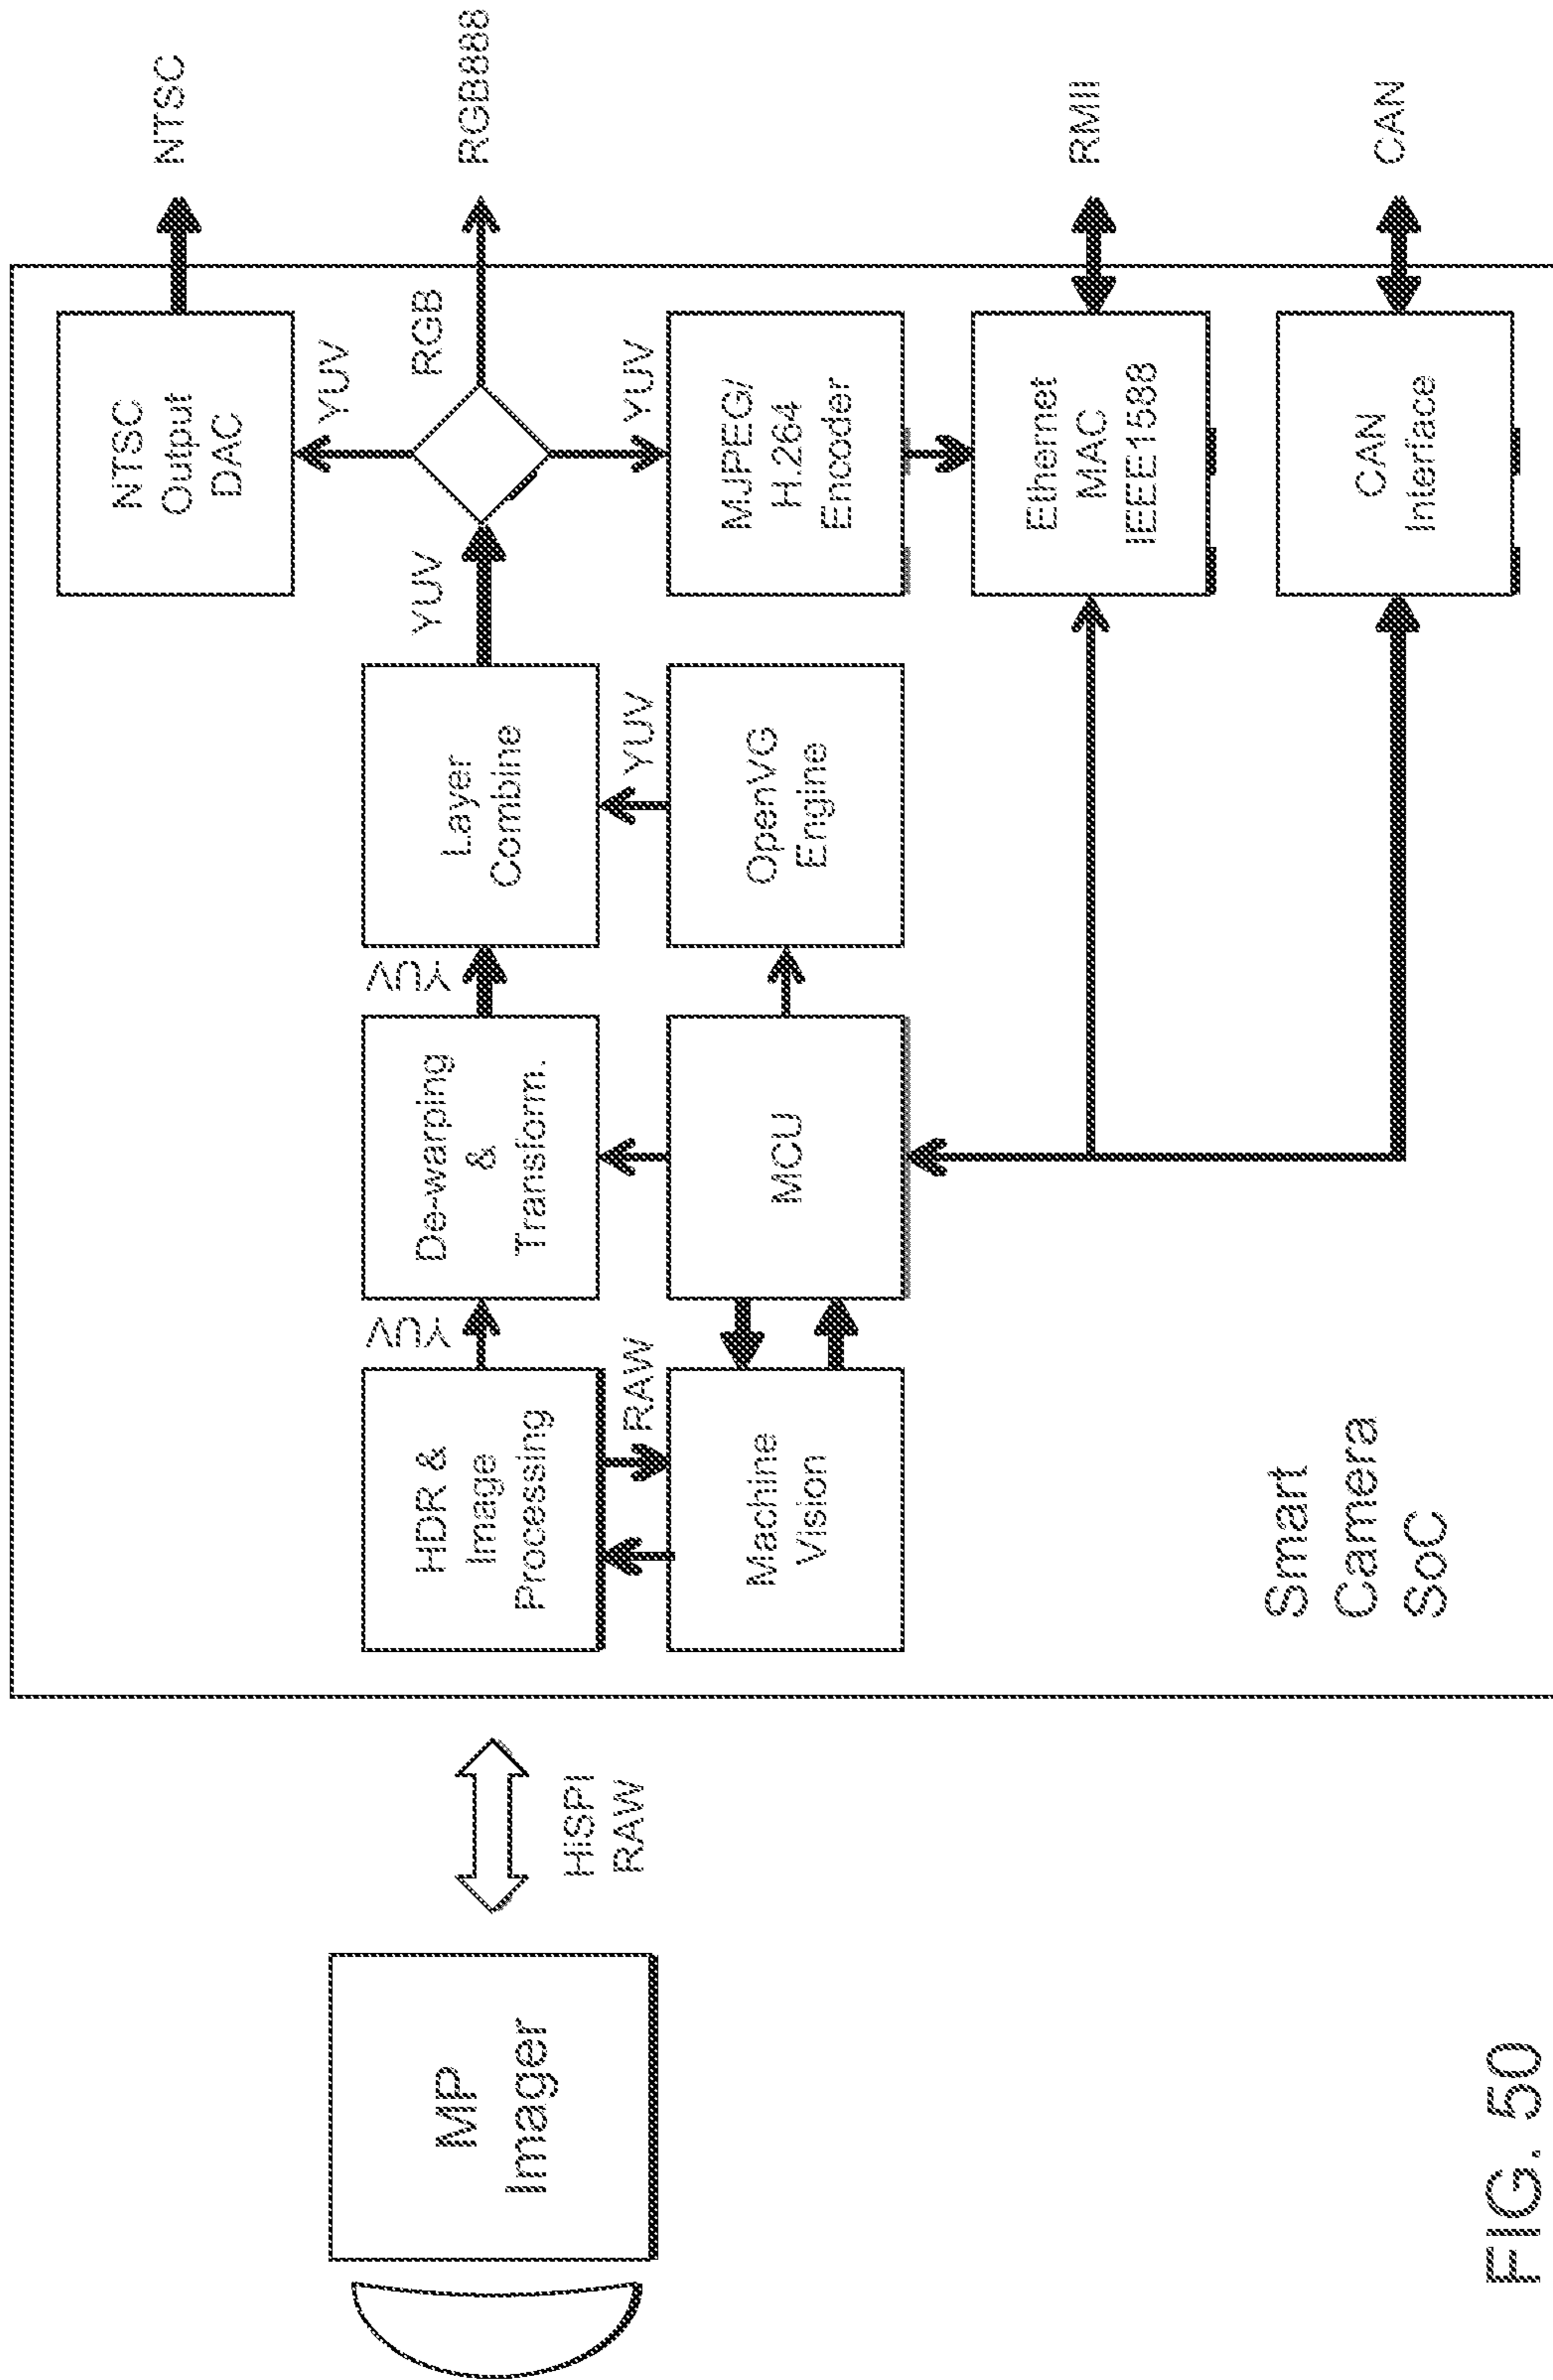 MP
Imager
HiSPI
RAW
HDR &
Image
Processing
YUV
De-warping
&
Transform.
YUV
Layer
Combine
YUV
RGB
RGB888
YUV
NTSC
Output
DAC
NTSC
RAW
Machine
Vision
MCU
OpenVG
Engine
YUV
YUV
MJPEG/
H.264
Encoder
Ethernet
MAC
IEEE1588
RMII
CAN
Interface
CAN
Smart
Camera
SoC
FIG. 50